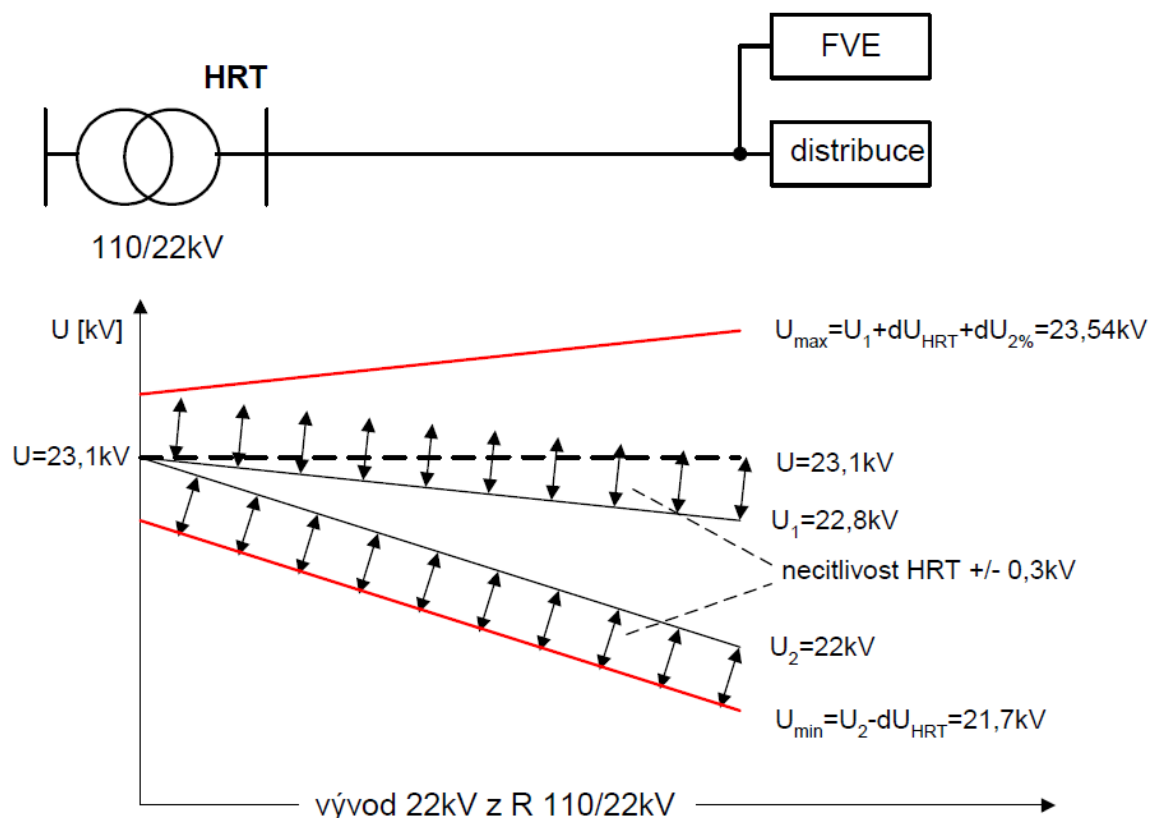 FVE
HRT
distribuce
110/22kV
U [kV]
Umax=U1+dUHRT+dU2%=23,54kV
U=23,1kV
U=23,1kV
U1=22,8kV
necitlivost HRT +/- 0,3kV
U2=22kV
Umin=U2-dUHRT=21,7kV
vývod 22kV z R 110/22kV